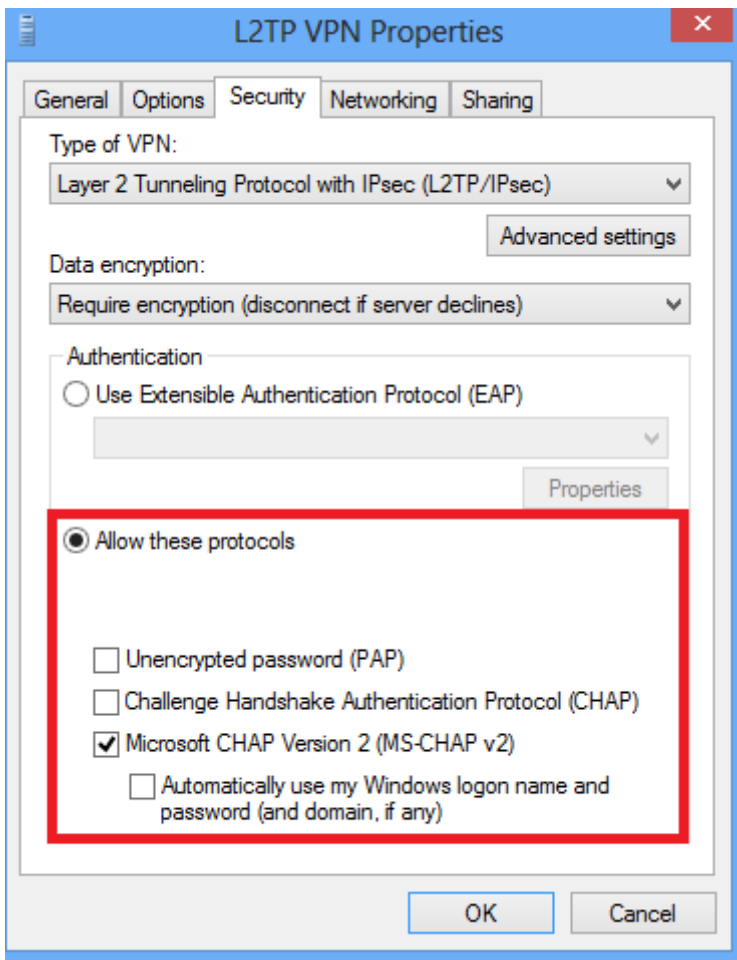 L2TP VPN Properties
General Options Security Networking Sharing
Type of VPN:
Layer 2 Tunneling Protocol with IPsec (L2TP/IPsec)
Advanced settings
Data encryption:
Require encryption (disconnect if server declines)
Authentication
Use Extensible Authentication Protocol (EAP)
Properties
Allow these protocols
Unencrypted password (PAP)
Challenge Handshake Authentication Protocol (CHAP)
Microsoft CHAP Version 2 (MS-CHAP v2)
Automatically use my Windows logon name and
password (and domain, if any)
OK Cancel